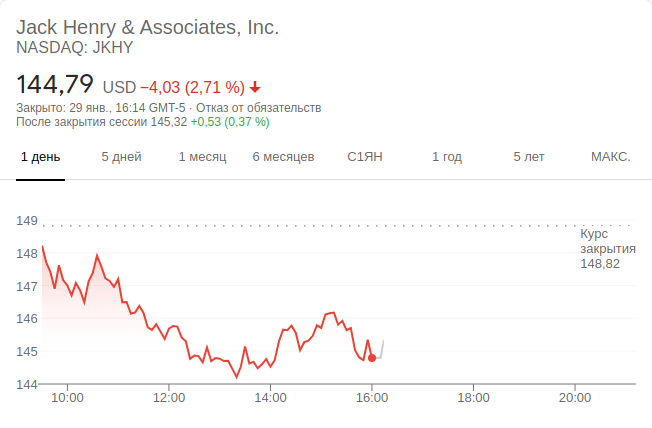 Jack Henry & Associates, Inc.
NASDAQ: JKHY
144,79 USD −4,03 (2,71 %)
Закрыто: 29 янв., 16:14 GMT-5 · Отказ от обязательств
После закрытия сессии 145,32 +0,53 (0,37 %)
1 день 5 дней 1 месяц 6 месяцев С1ЯН 1 год 5 лет МАКС.
149
Курс
закрытия
148,82
148
147
146
145
144
10:00 12:00 14:00 16:00 18:00 20:00